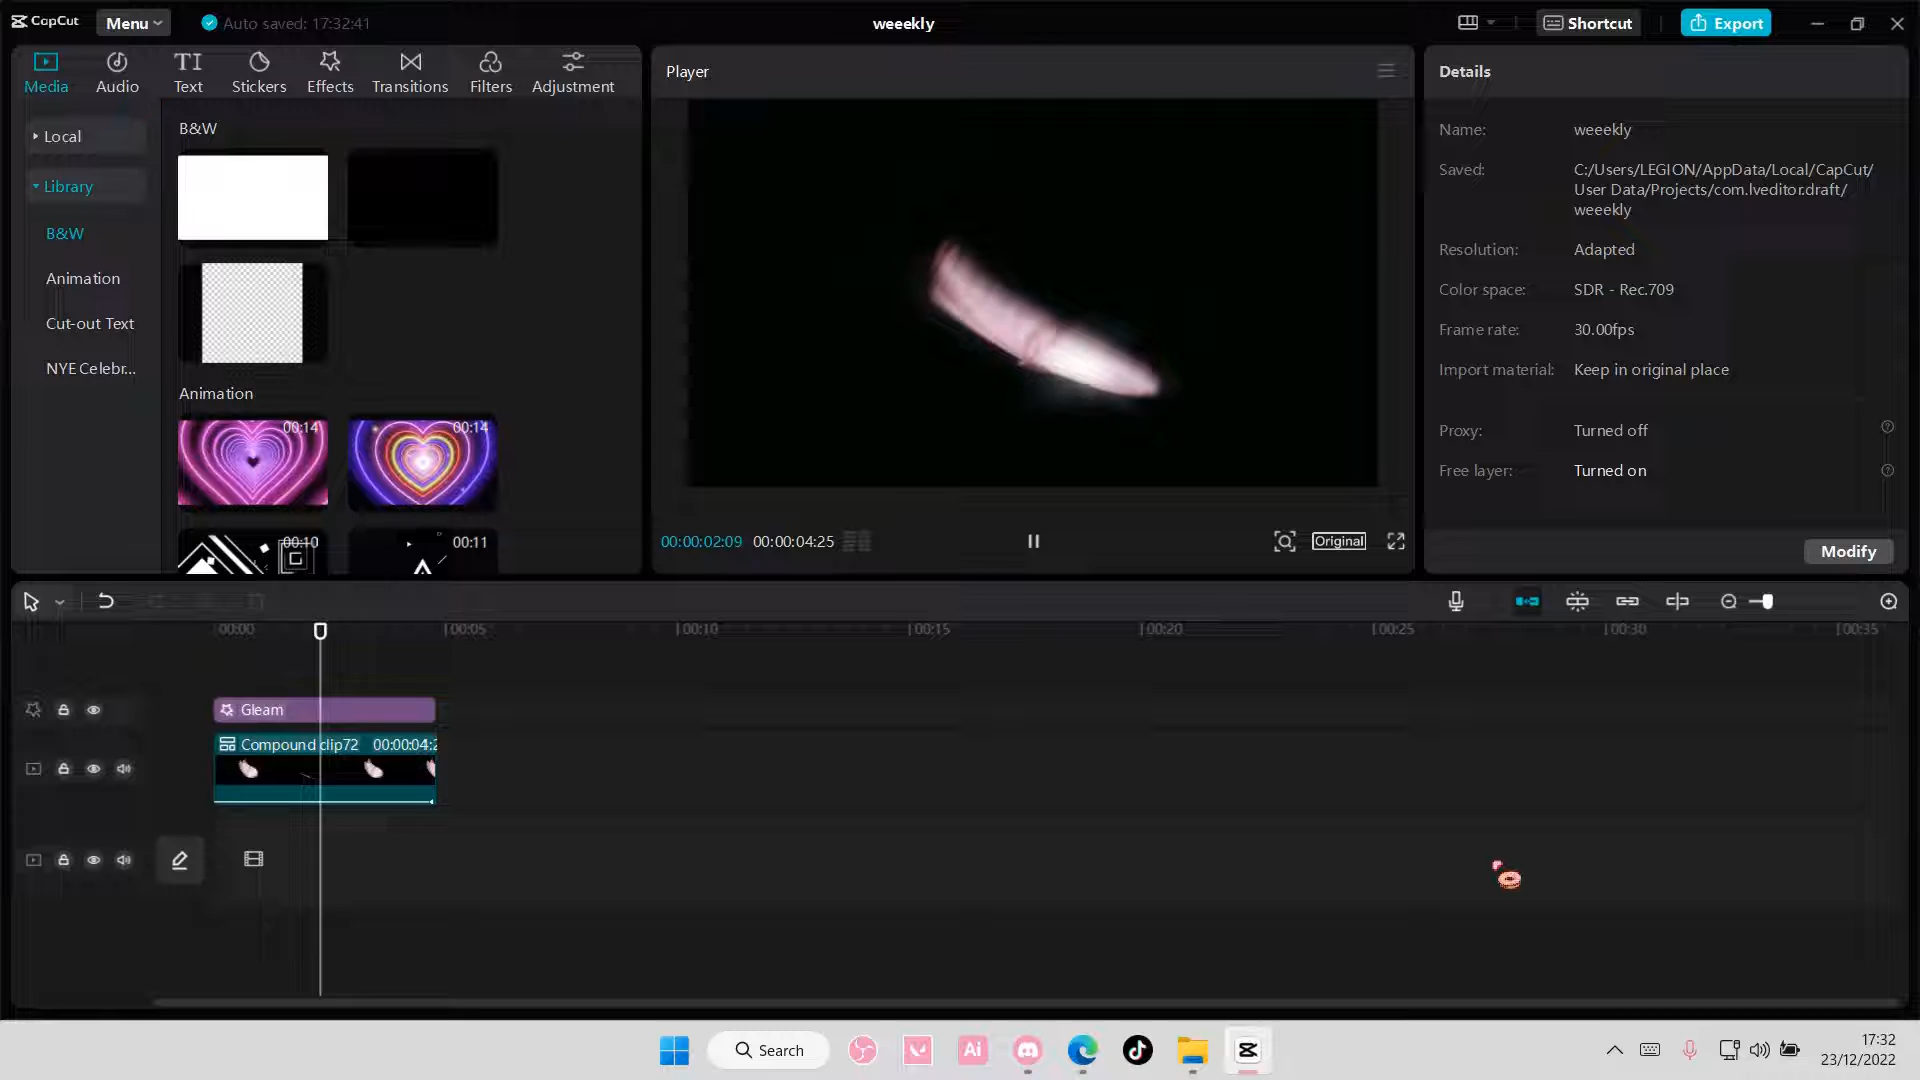 CapCut
Menu
Auto saved: 17:32:41
weeekly
Shortcut
Export
Media
Audio
Text
Stickers
Effects
Transitions
Filters
Adjustment
Local
Library
B&W
Animation
Cut-out Text
NYE Celebr...
B&W
Animation
00:14
00:14
00:10
00:11
Player
00:00:02:09 00:00:04:25
Original
Details
Name: weeekly
Saved: C:/Users/LEGION/AppData/Local/CapCut/
User Data/Projects/com.lveditor.draft/
weeekly
Resolution: Adapted
Color space: SDR - Rec.709
Frame rate: 30.00fps
Import material: Keep in original place
Proxy: Turned off
Free layer: Turned on
Modify
00:00
00:05
00:10
00:15
00:20
00:25
00:30
00:35
Gleam
Compound clip72 00:00:04:2
Search
Ai
17:32
23/12/2022